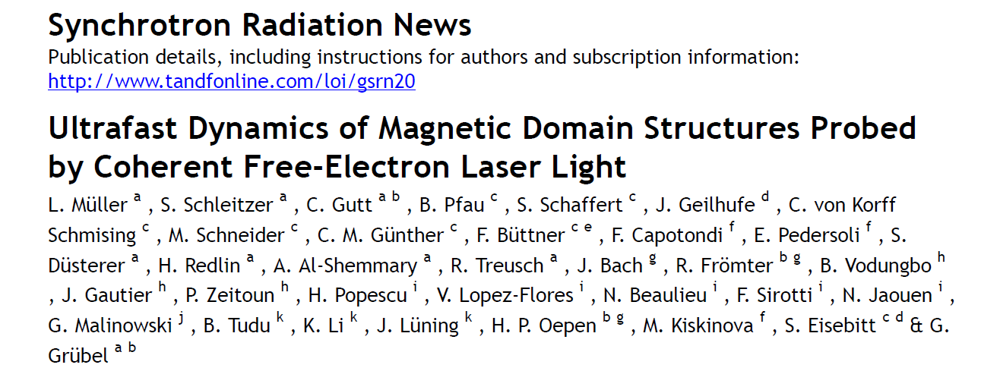 Synchrotron Radiation News
Publication details, including instructions for authors and subscription information:
http://www.tandfonline.com/loi/gsrn20
Ultrafast Dynamics of Magnetic Domain Structures Probed
by Coherent Free-Electron Laser Light
L. Müller a , S. Schleitzer a , C. Gutt a b , B. Pfau c , S. Schaffert c , J. Geilhufe d , C. von Korff
Schmising c , M. Schneider c , C. M. Günther c , F. Büttner c e , F. Capotondi f , E. Pedersoli f , S.
Düsterer a , H. Redlin a , A. Al-Shemmary a , R. Treusch a , J. Bach g , R. Frömter b g , B. Vodungbo h
, J. Gautier h , P. Zeitoun h , H. Popescu i , V. Lopez-Flores i , N. Beaulieu i , F. Sirotti i , N. Jaouen i ,
G. Malinowski j , B. Tudu k , K. Li k , J. Lüning k , H. P. Oepen b g , M. Kiskinova f , S. Eisebitt c d & G.
Grübel a b